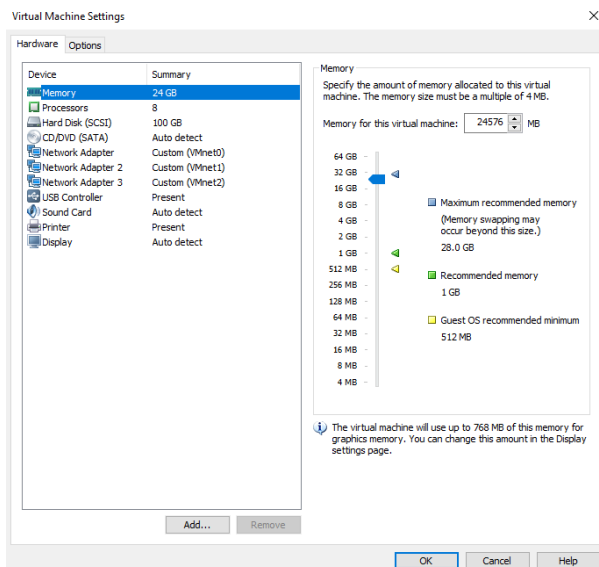 Virtual Machine Settings
Hardware Options
Device Summary
Memory 24 GB
Processors 8
Hard Disk (SCSI) 100 GB
CD/DVD (SATA) Auto detect
Network Adapter Custom (VMnet0)
Network Adapter 2 Custom (VMnet1)
Network Adapter 3 Custom (VMnet2)
USB Controller Present
Sound Card Auto detect
Printer Present
Display Auto detect
Add... Remove
Memory
Specify the amount of memory allocated to this virtual
machine. The memory size must be a multiple of 4 MB.
Memory for this virtual machine: 24576 MB
64 GB
32 GB
16 GB
8 GB
4 GB
2 GB
1 GB
512 MB
256 MB
128 MB
64 MB
32 MB
16 MB
8 MB
4 MB
Maximum recommended memory
(Memory swapping may
occur beyond this size.)
28.0 GB
Recommended memory
1 GB
Guest OS recommended minimum
512 MB
The virtual machine will use up to 768 MB of this memory for
graphics memory. You can change this amount in the Display
settings page.
OK Cancel Help